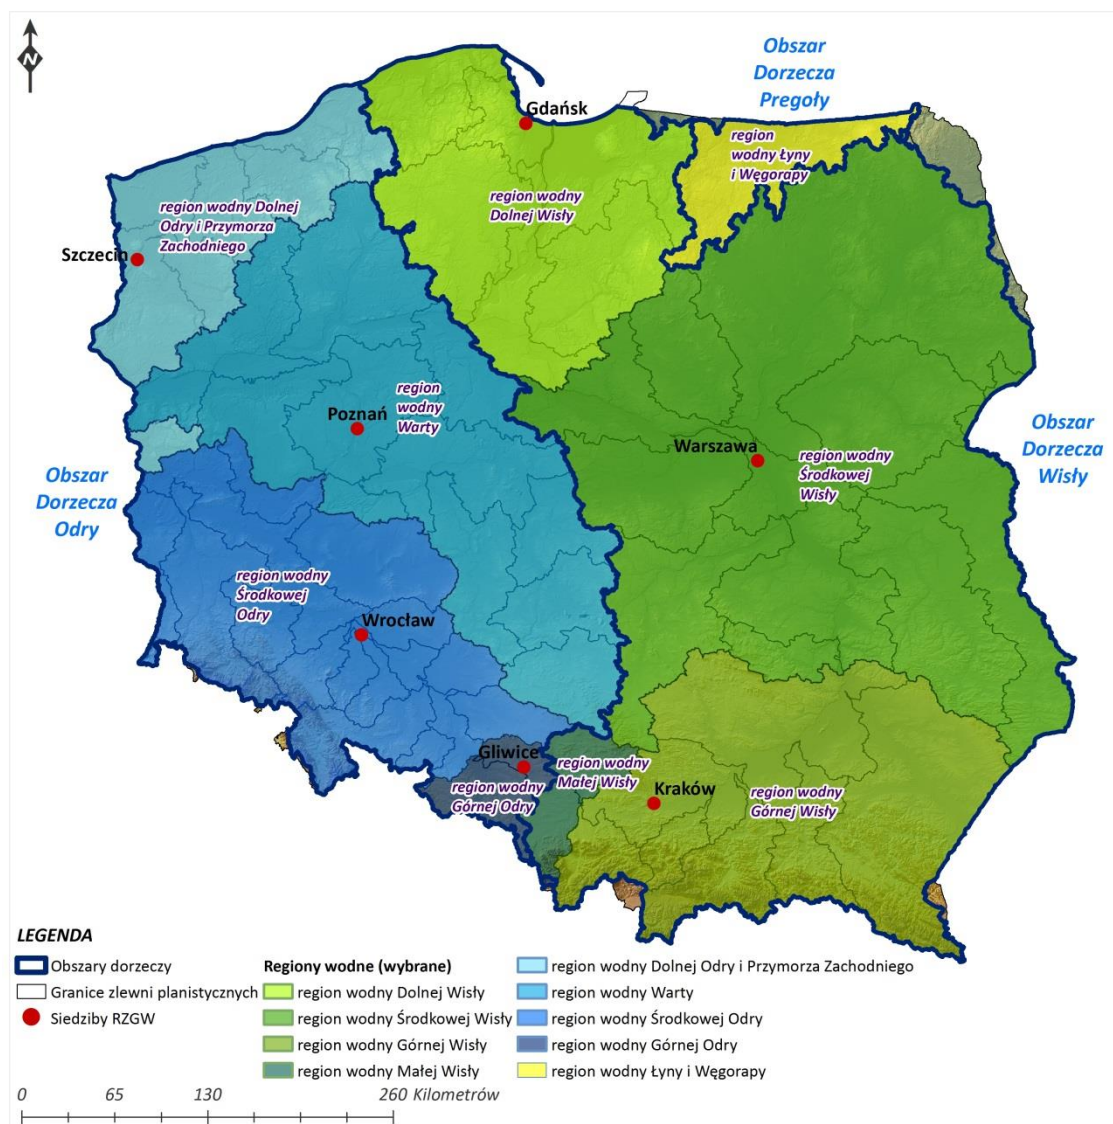 N
Obszar
Dorzecza
Pregoły
Gdańsk
region
wodny Łyny
i Węgorapy
region wodny
Dolnej Wisły
region wodny Dolnej
Odry i Przymorza
Zachodniego
Szczecin
region
wodny
Warty
Poznań
Warszawa
region wodny
Środkowej
Wisły
Obszar
Dorzecza
Wisły
Obszar
Dorzecza
Odry
region wodny
Środkowej
Odry
Wrocław
Gliwice
region wodny
Małej Wisły
region wodny
Górnej Odry
Kraków
region wodny
Górnej Wisły
LEGENDA
Obszary dorzeczy
Granice zlewni planistycznych
Siedziby RZGW
Regiony wodne (wybrane)
region wodny Dolnej Wisły
region wodny Środkowej Wisły
region wodny Górnej Wisły
region wodny Małej Wisły
region wodny Dolnej Odry i Przymorza Zachodniego
region wodny Warty
region wodny Środkowej Odry
region wodny Górnej Odry
region wodny Łyny i Węgorapy
0 65 130 260 Kilometrów